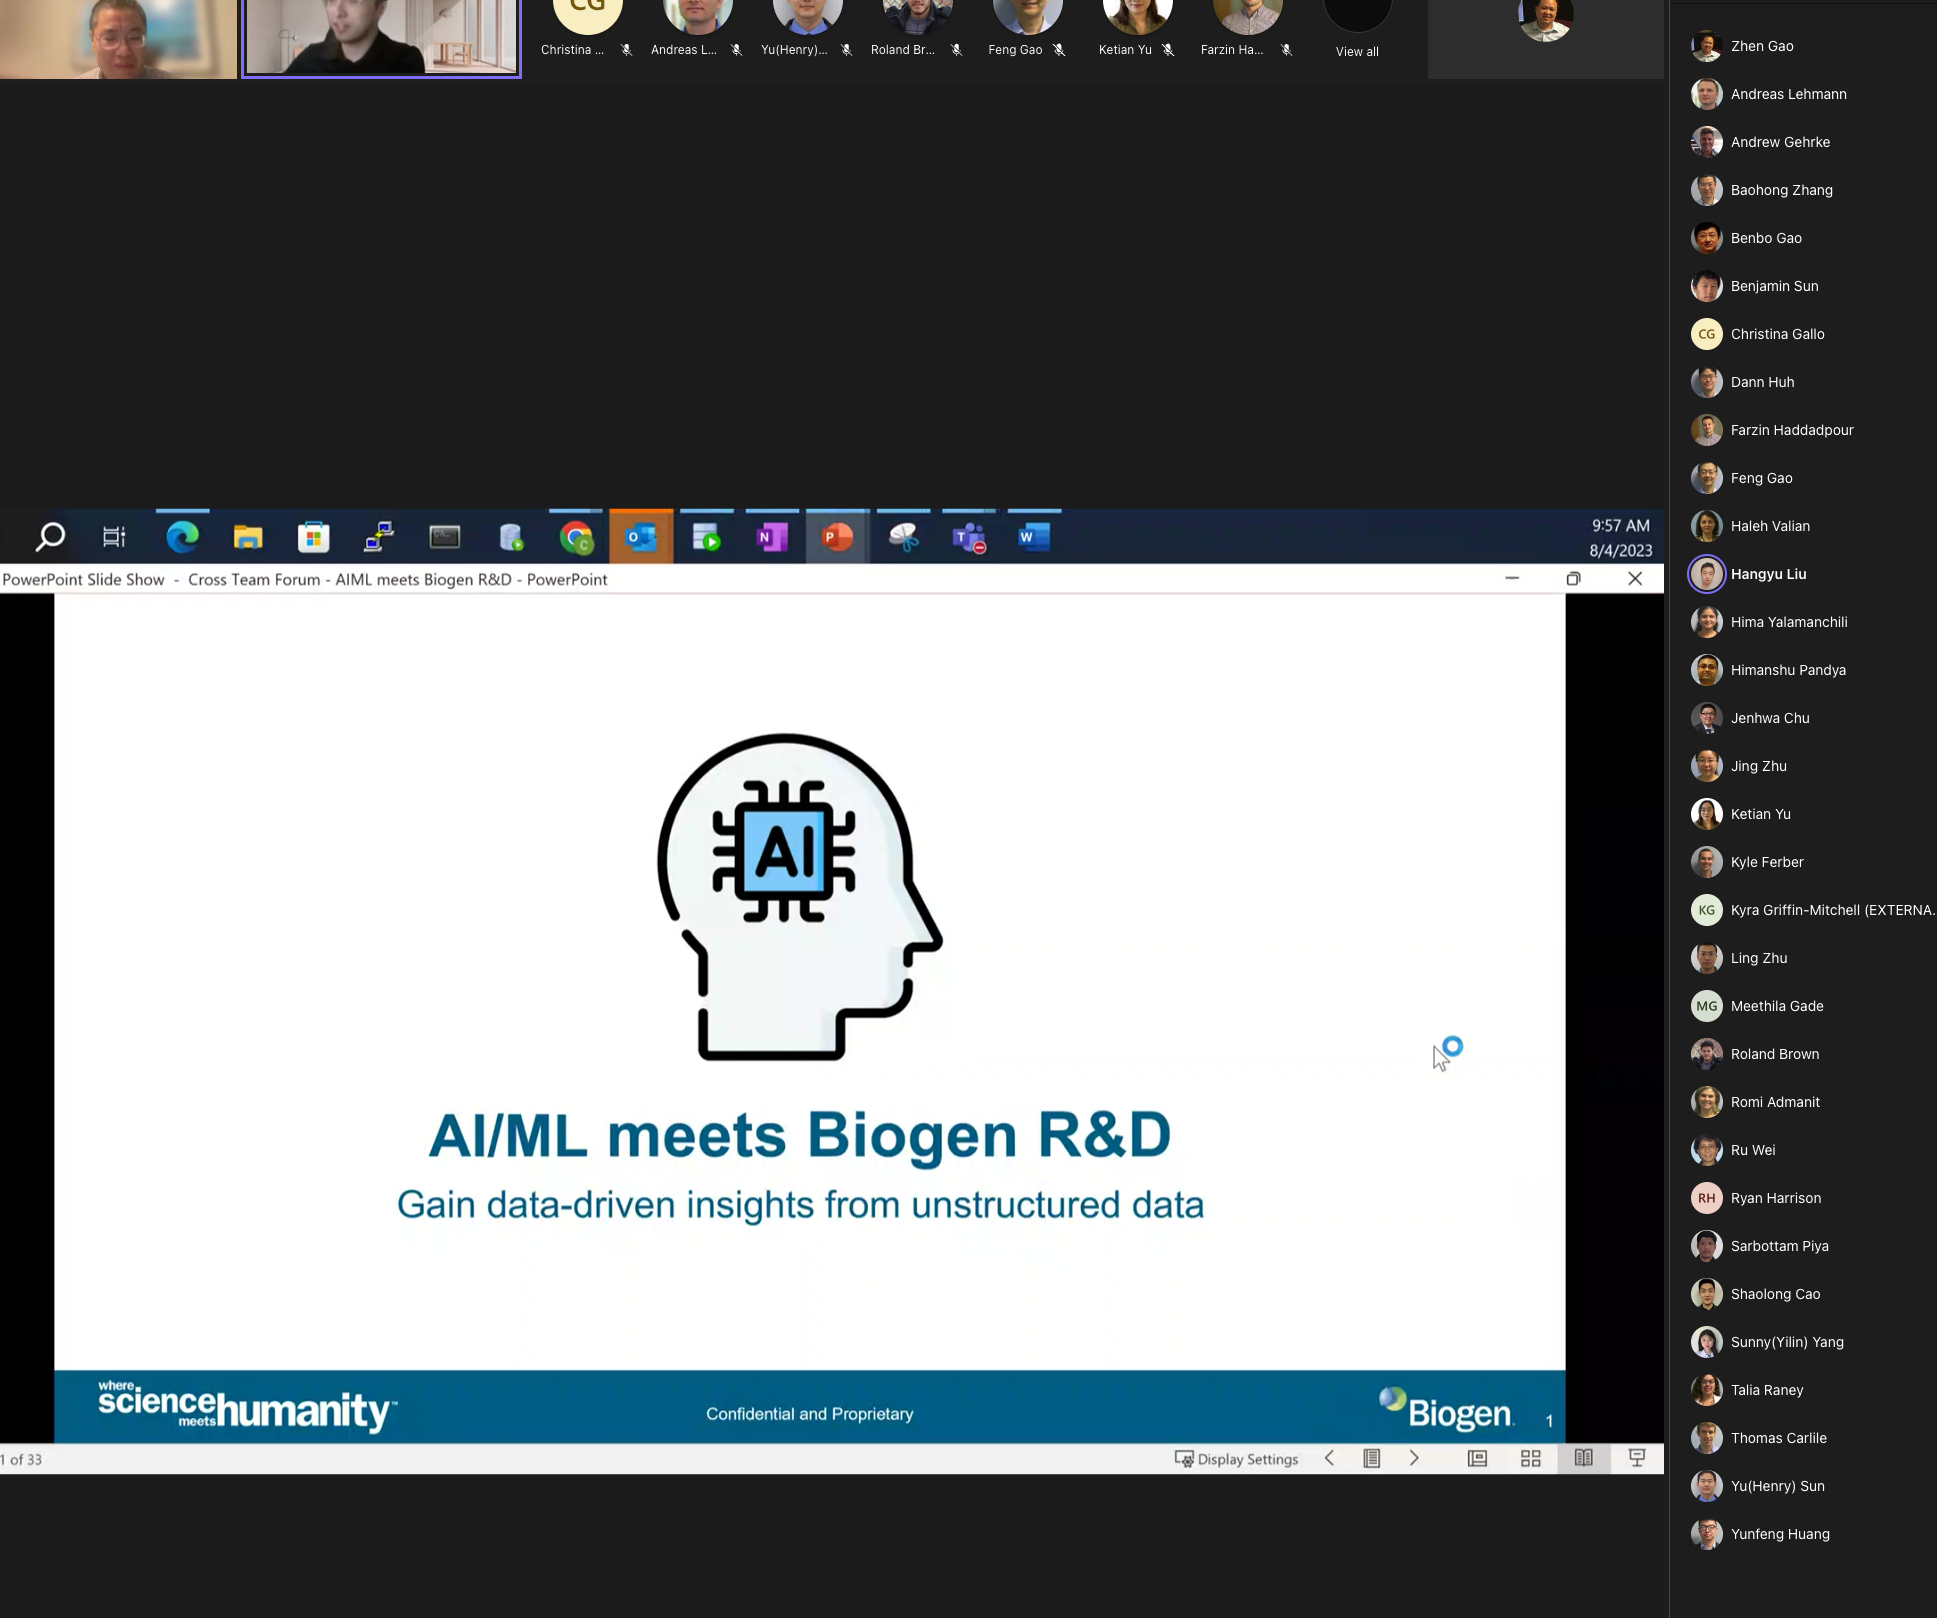 CG
Christina ...
Andreas L...
Yu(Henry)...
Roland Br...
Feng Gao
Ketian Yu
Farzin Ha...
View all
9:57 AM
8/4/2023
PowerPoint Slide Show - Cross Team Forum - AIML meets Biogen R&D - PowerPoint
AI
AI/ML meets Biogen R&D
Gain data-driven insights from unstructured data
where
science meets humanity™
Confidential and Proprietary
Biogen
1
1 of 33
Display Settings
Zhen Gao
Andreas Lehmann
Andrew Gehrke
Baohong Zhang
Benbo Gao
Benjamin Sun
CG Christina Gallo
Dann Huh
Farzin Haddadpour
Feng Gao
Haleh Valian
Hangyu Liu
Hima Yalamanchili
Himanshu Pandya
Jenhwa Chu
Jing Zhu
Ketian Yu
Kyle Ferber
KG Kyra Griffin-Mitchell (EXTERNA...
Ling Zhu
MG Meethila Gade
Roland Brown
Romi Admanit
Ru Wei
RH Ryan Harrison
Sarbottam Piya
Shaolong Cao
Sunny(Yilin) Yang
Talia Raney
Thomas Carlile
Yu(Henry) Sun
Yunfeng Huang